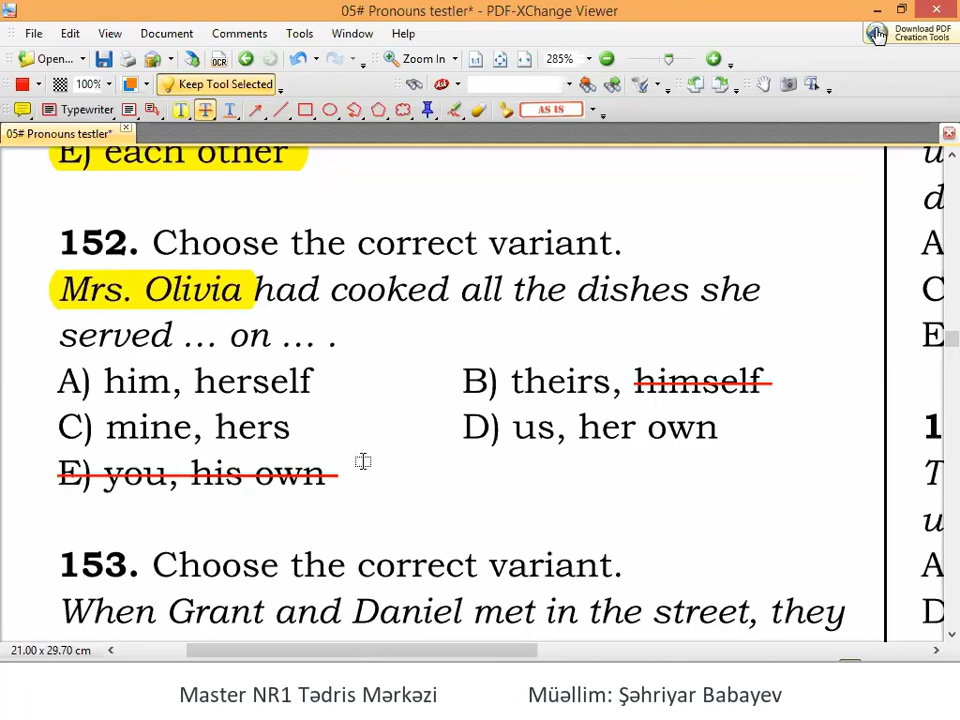 05# Pronouns testler* - PDF-XChange Viewer
File Edit View Document Comments Tools Window Help
Download PDF
Creation Tools
Open... OCR Zoom In 285%
100% Keep Tool Selected
Typewriter T T T AS IS
05# Pronouns testler*
E) each other
u
d
152. Choose the correct variant.
A
Mrs. Olivia had cooked all the dishes she
C
served ... on ... .
E
A) him, herself B) theirs, himself
C) mine, hers D) us, her own
1
E) you, his own
T
u
153. Choose the correct variant.
A
When Grant and Daniel met in the street, they
D
21.00 x 29.70 cm
Master NR1 Tədris Mərkəzi Müəllim: Şəhriyar Babayev